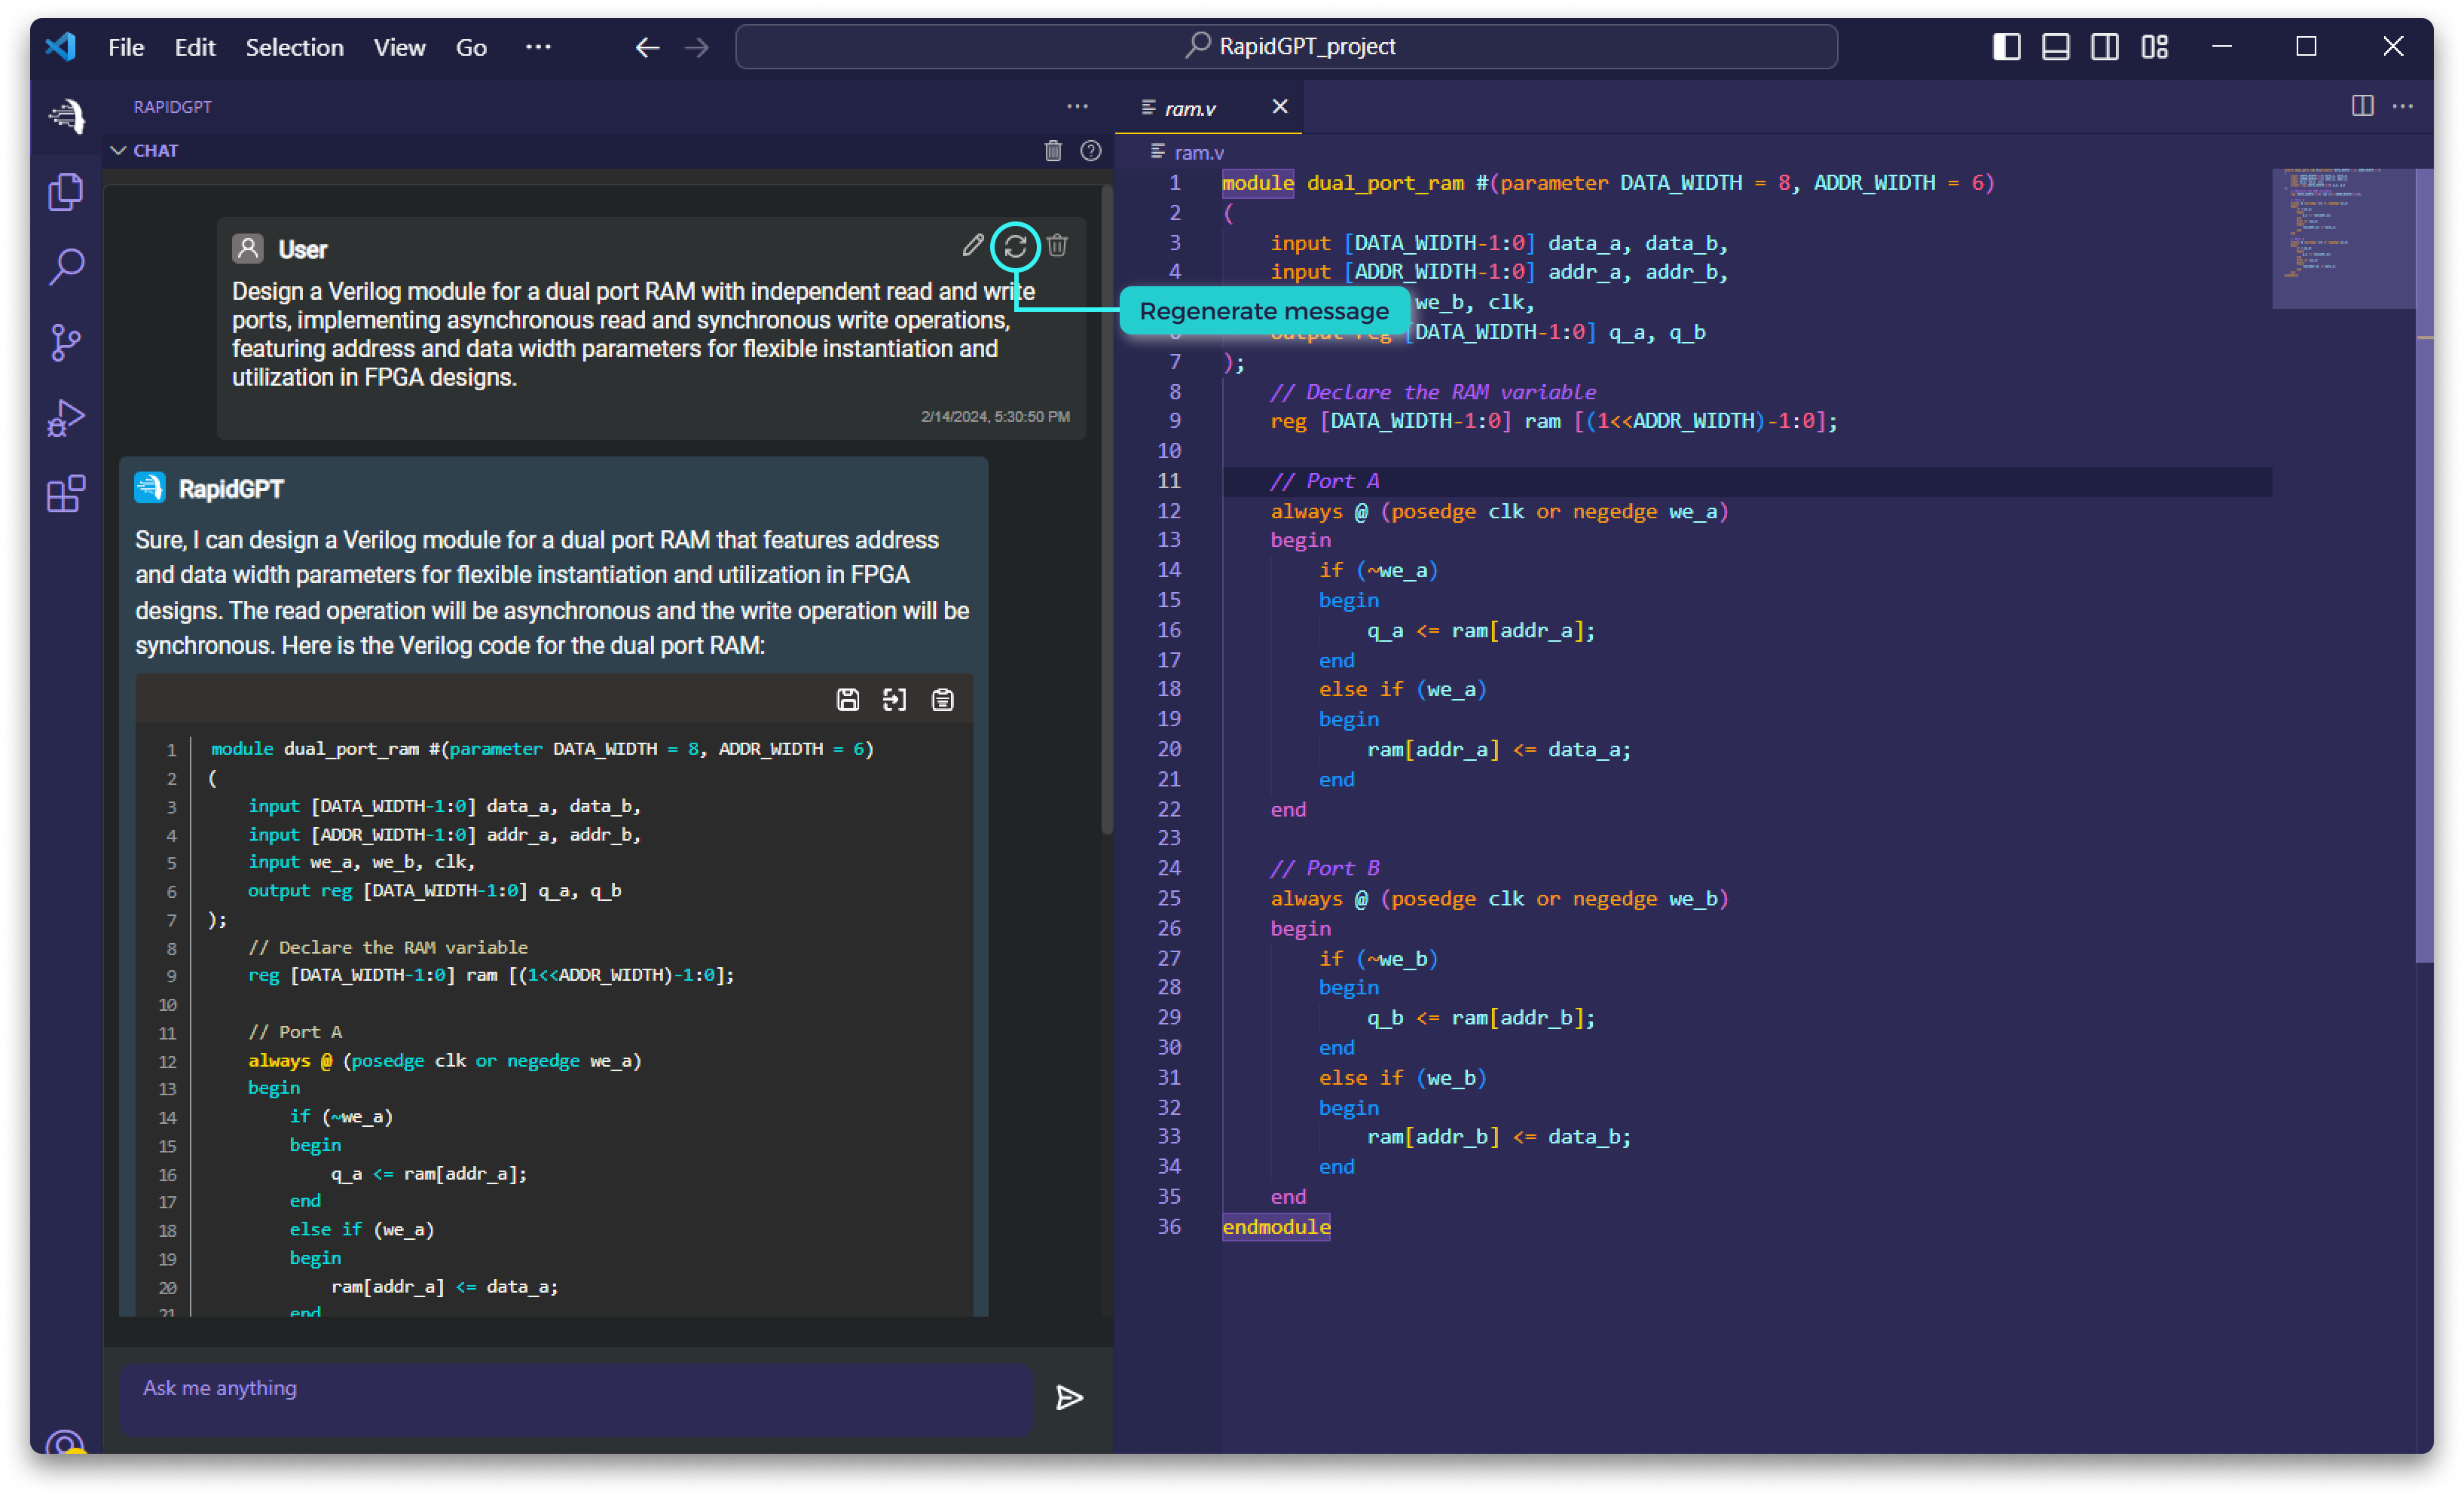 File Edit Selection View Go ···
RapidGPT_project
RAPIDGPT
CHAT
User
Design a Verilog module for a dual port RAM with independent read and write
ports, implementing asynchronous read and synchronous write operations,
featuring address and data width parameters for flexible instantiation and
utilization in FPGA designs.
2/14/2024, 5:30:50 PM
RapidGPT
Sure, I can design a Verilog module for a dual port RAM that features address
and data width parameters for flexible instantiation and utilization in FPGA
designs. The read operation will be asynchronous and the write operation will be
synchronous. Here is the Verilog code for the dual port RAM:
1 module dual_port_ram #(parameter DATA_WIDTH = 8, ADDR_WIDTH = 6)
2 (
3 input [DATA_WIDTH-1:0] data_a, data_b,
4 input [ADDR_WIDTH-1:0] addr_a, addr_b,
5 input we_a, we_b, clk,
6 output reg [DATA_WIDTH-1:0] q_a, q_b
7 );
8 // Declare the RAM variable
9 reg [DATA_WIDTH-1:0] ram [(1<<ADDR_WIDTH)-1:0];
10
11 // Port A
12 always @ (posedge clk or negedge we_a)
13 begin
14 if (~we_a)
15 begin
16 q_a <= ram[addr_a];
17 end
18 else if (we_a)
19 begin
20 ram[addr_a] <= data_a;
21 end
Ask me anything
Regenerate message
ram.v
ram.v
1 module dual_port_ram #(parameter DATA_WIDTH = 8, ADDR_WIDTH = 6)
2 (
3 input [DATA_WIDTH-1:0] data_a, data_b,
4 input [ADDR_WIDTH-1:0] addr_a, addr_b,
we_b, clk,
6 output reg [DATA_WIDTH-1:0] q_a, q_b
7 );
8 // Declare the RAM variable
9 reg [DATA_WIDTH-1:0] ram [(1<<ADDR_WIDTH)-1:0];
10
11 // Port A
12 always @ (posedge clk or negedge we_a)
13 begin
14 if (~we_a)
15 begin
16 q_a <= ram[addr_a];
17 end
18 else if (we_a)
19 begin
20 ram[addr_a] <= data_a;
21 end
22 end
23
24 // Port B
25 always @ (posedge clk or negedge we_b)
26 begin
27 if (~we_b)
28 begin
29 q_b <= ram[addr_b];
30 end
31 else if (we_b)
32 begin
33 ram[addr_b] <= data_b;
34 end
35 end
36 endmodule